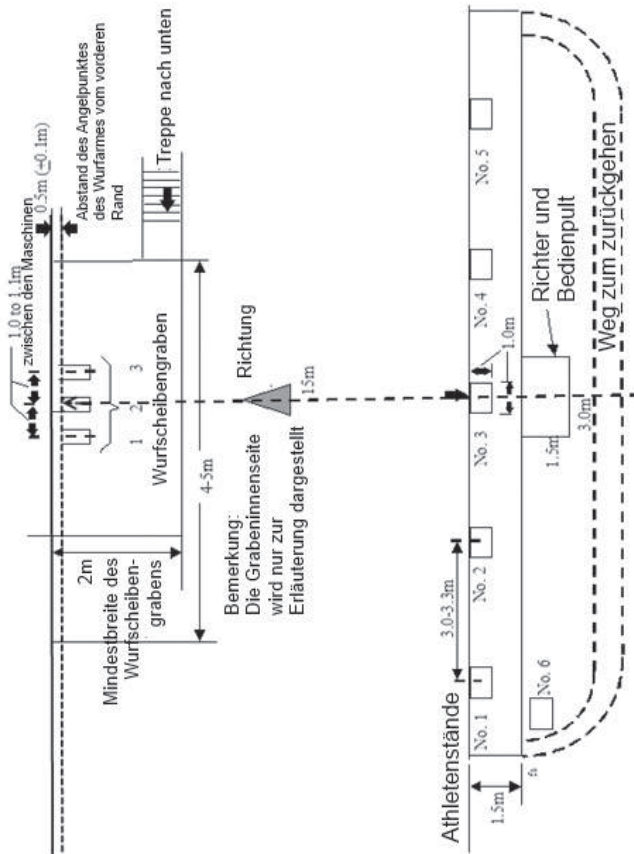 1.0 to 1.1m
zwischen den Maschinen
0.5m (±0.1m)
Abstand des Angelpunktes
des Wurfarmes vom vorderen
Rand
Treppe nach unten
1 2 3
Wurfscheibengraben
2m
Mindestbreite des
Wurfscheiben-
grabens
4-5m
Richtung
15m
Bemerkung:
Die Grabeninnenseite
wird nur zur
Erläuterung dargestellt
Athletenstände
3.0-3.3m
No. 1
No. 2
No. 3
No. 4
No. 5
No. 6
1.0m
1.5m
1.5m
3.0m
Richter und
Bedienpult
Weg zum zurückgehen